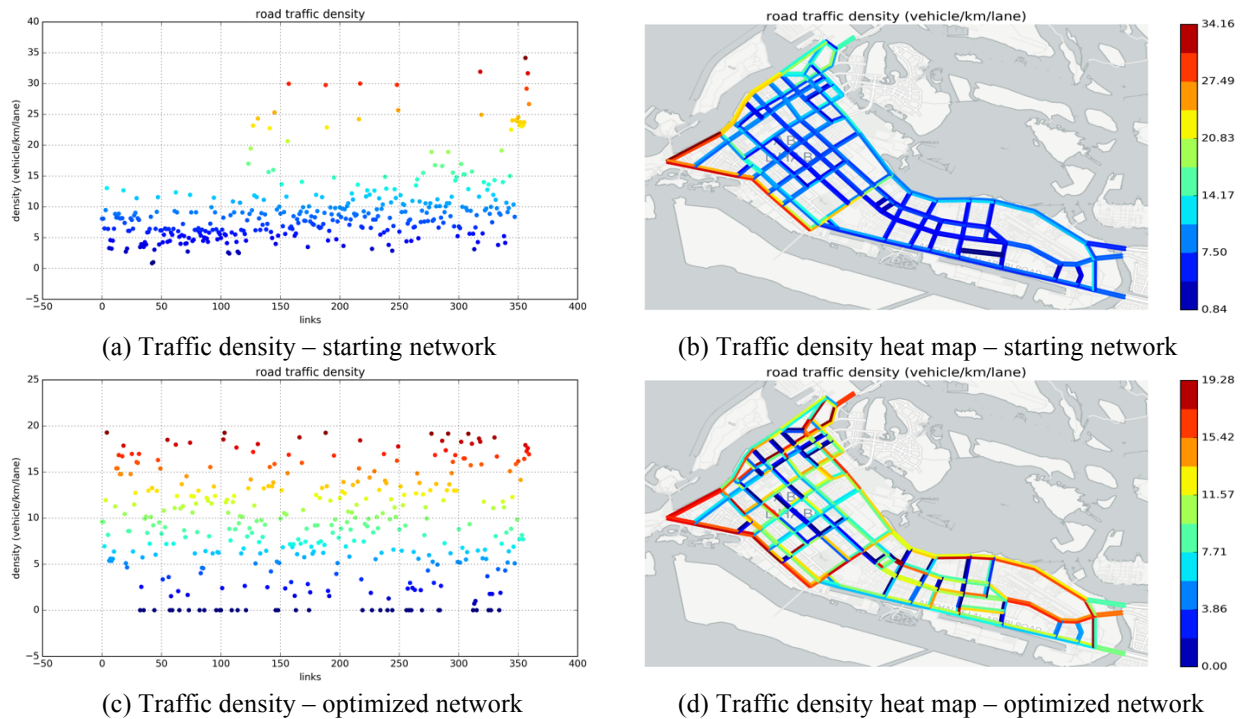 road traffic density
40
35
30
25
20
15
10
5
0
−5
density (vehicle/km/lane)
−50 0 50 100 150 200 250 300 350 400
links
(a) Traffic density – starting network
road traffic density (vehicle/km/lane)
34.16
27.49
20.83
14.17
7.50
0.84
(b) Traffic density heat map – starting network
road traffic density
25
20
15
10
5
0
−5
density (vehicle/km/lane)
−50 0 50 100 150 200 250 300 350 400
links
(c) Traffic density – optimized network
road traffic density (vehicle/km/lane)
19.28
15.42
11.57
7.71
3.86
0.00
(d) Traffic density heat map – optimized network